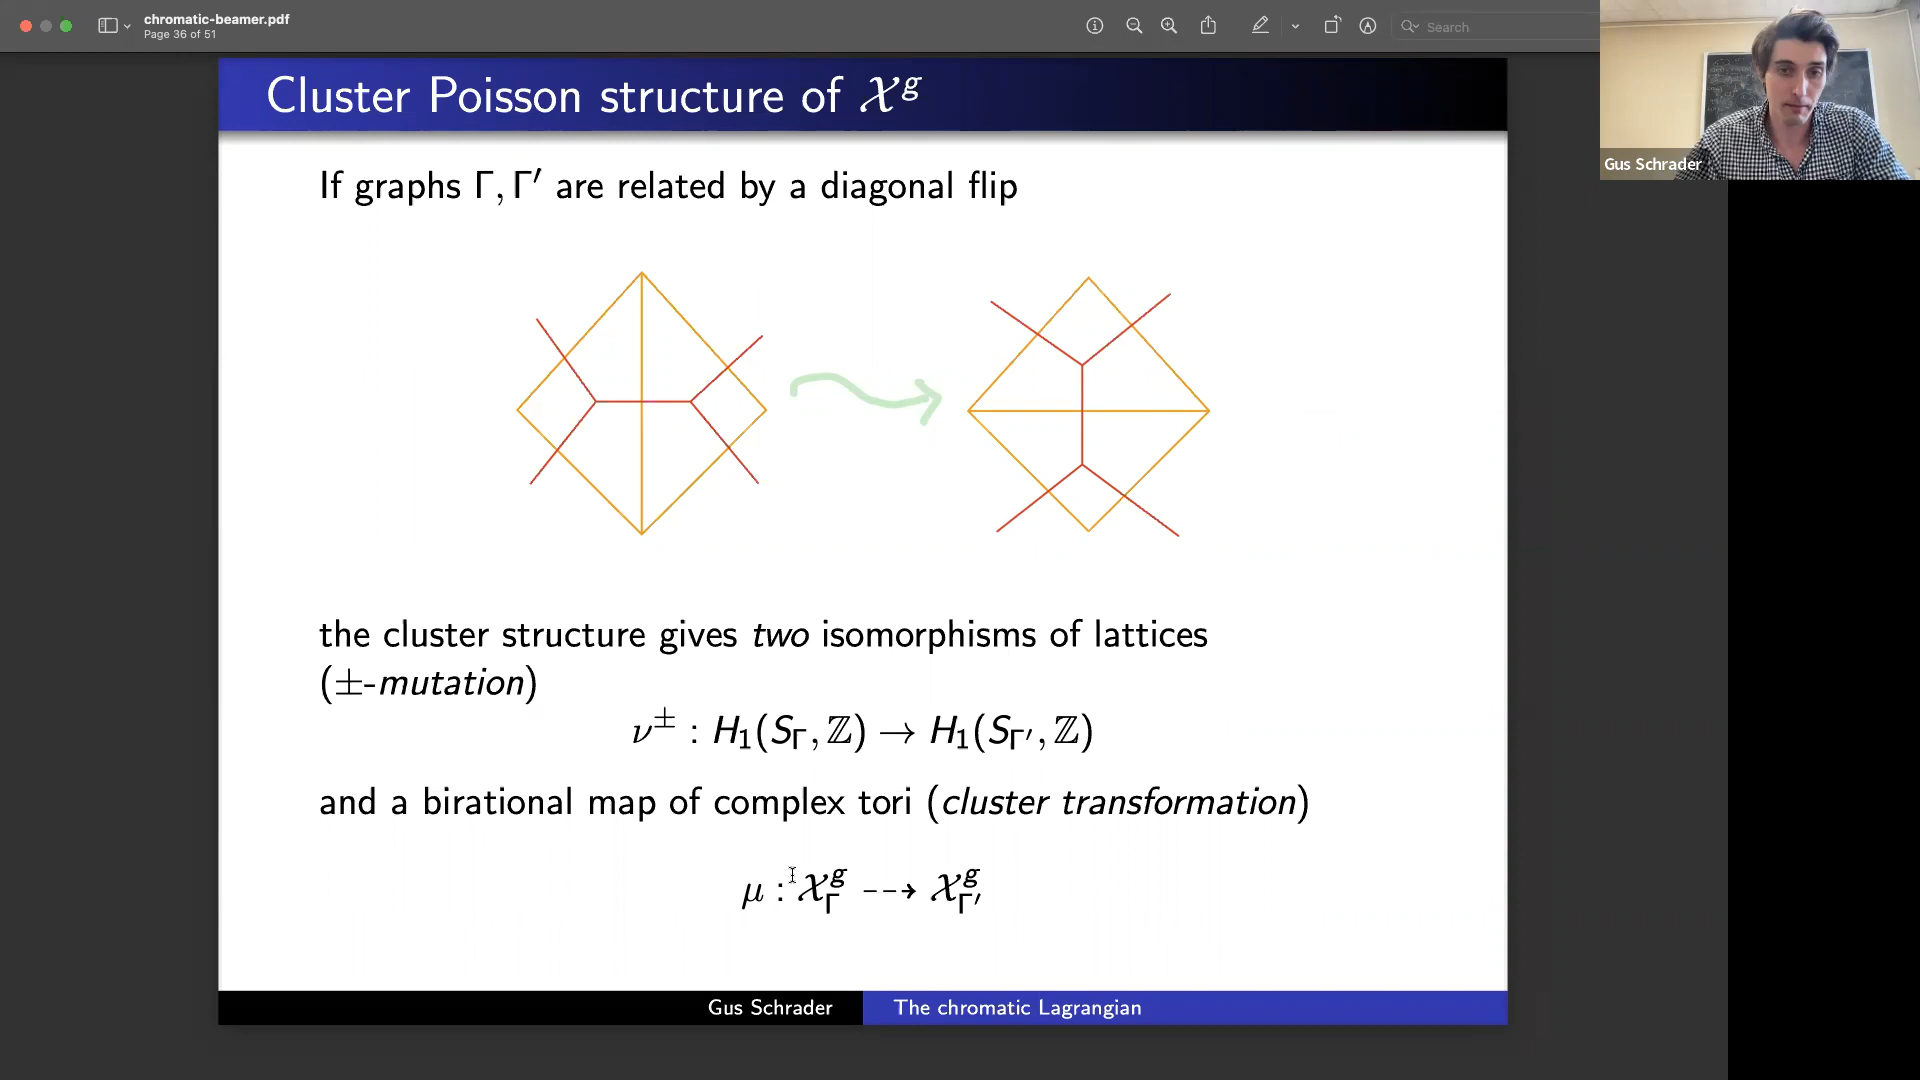 chromatic-beamer.pdf
Page 36 of 51
Search
Gus Schrader
Cluster Poisson structure of 𝒳^g
If graphs Γ, Γ′ are related by a diagonal flip
the cluster structure gives two isomorphisms of lattices
(±-mutation)
ν^± : H_1(S_Γ, ℤ) → H_1(S_Γ′, ℤ)
and a birational map of complex tori (cluster transformation)
μ : 𝒳^g_Γ ⇢ 𝒳^g_Γ′
Gus Schrader
The chromatic Lagrangian